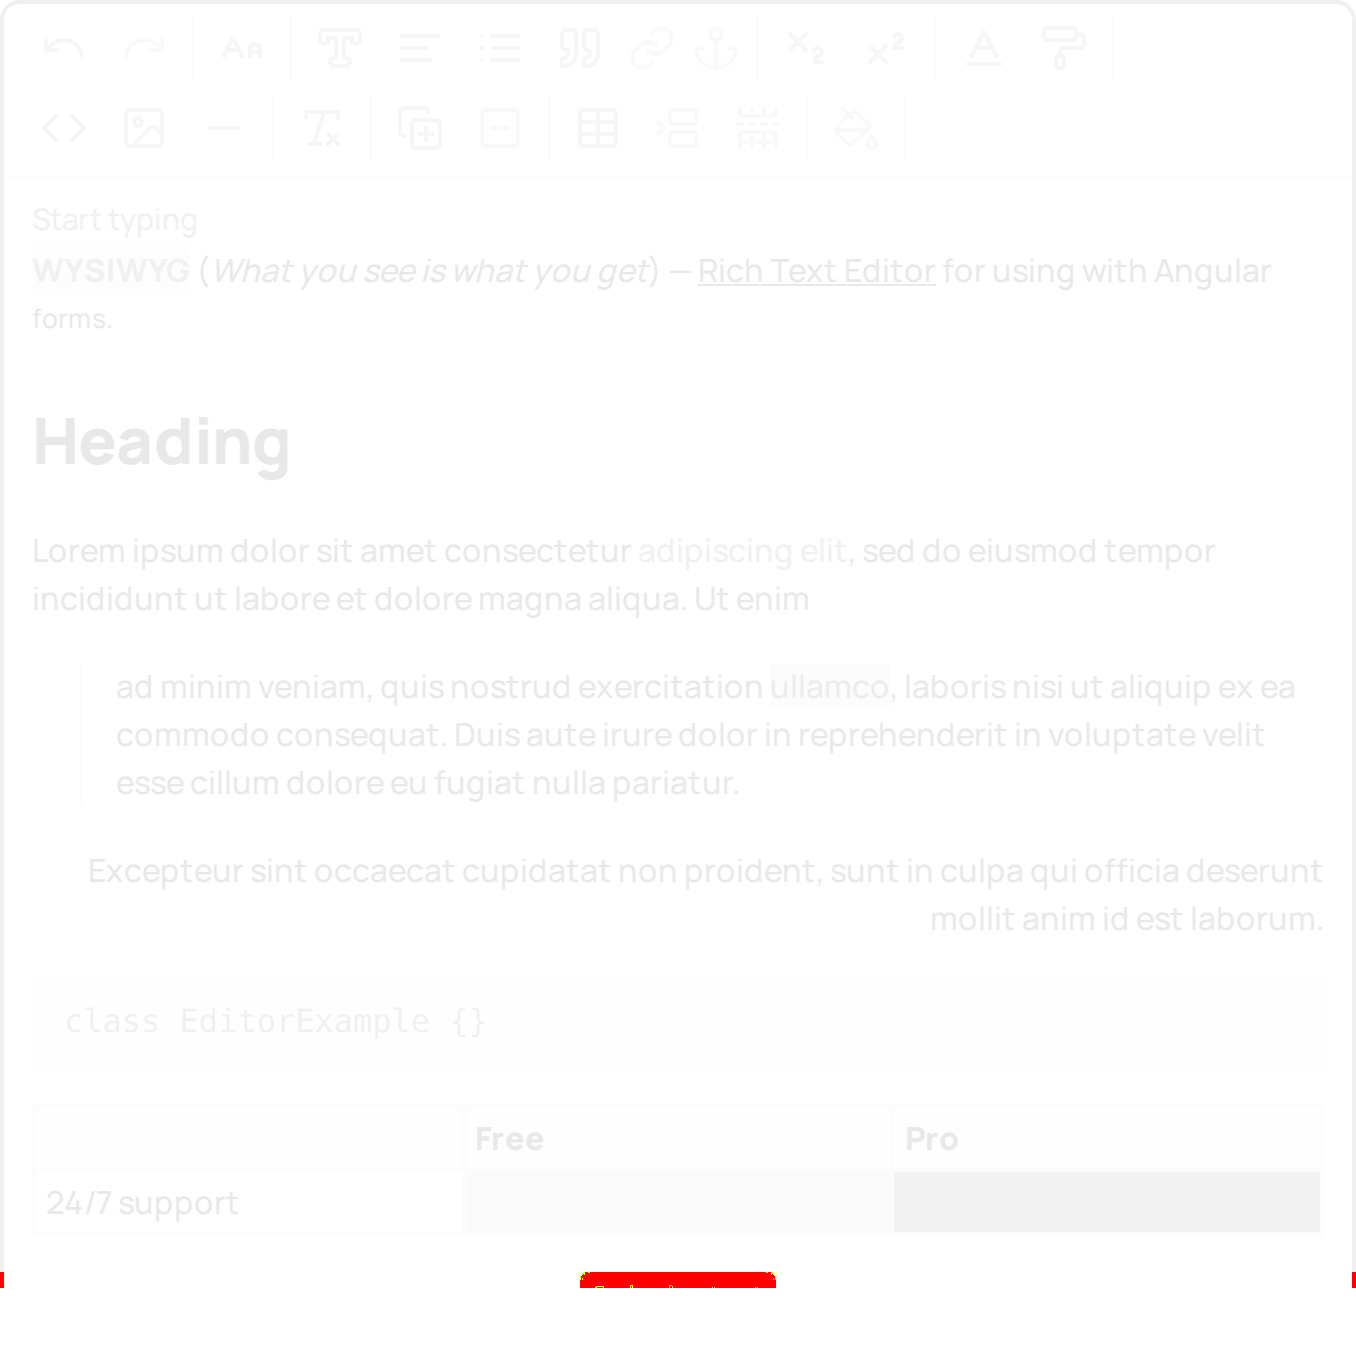 Start typing
WYSIWYG (What you see is what you get) — Rich Text Editor for using with Angular
forms.
Heading
Lorem ipsum dolor sit amet consectetur adipiscing elit, sed do eiusmod tempor
incididunt ut labore et dolore magna aliqua. Ut enim
ad minim veniam, quis nostrud exercitation ullamco, laboris nisi ut aliquip ex ea
commodo consequat. Duis aute irure dolor in reprehenderit in voluptate velit
esse cillum dolore eu fugiat nulla pariatur.
Excepteur sint occaecat cupidatat non proident, sunt in culpa qui officia deserunt
mollit anim id est laborum.
class EditorExample {}
Free Pro
24/7 support